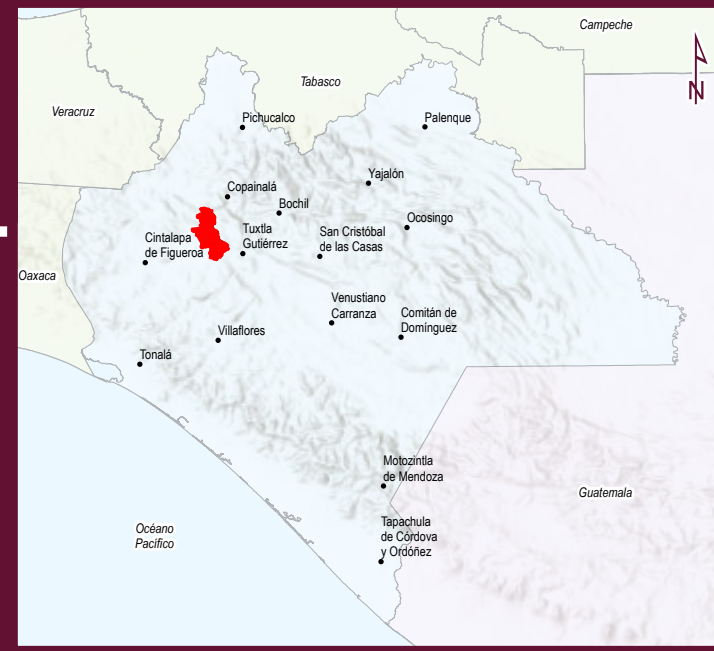 Campeche
Tabasco
Veracruz
N
Pichucalco
Palenque
Yajalón
Copainalá
Bochil
Ocosingo
Tuxtla
Gutiérrez
San Cristóbal
de las Casas
Cintalapa
de Figueroa
Oaxaca
Venustiano
Carranza
Comitán de
Domínguez
Villaflores
Tonalá
Motozintla
de Mendoza
Guatemala
Océano
Pacífico
Tapachula
de Córdova
y Ordóñez